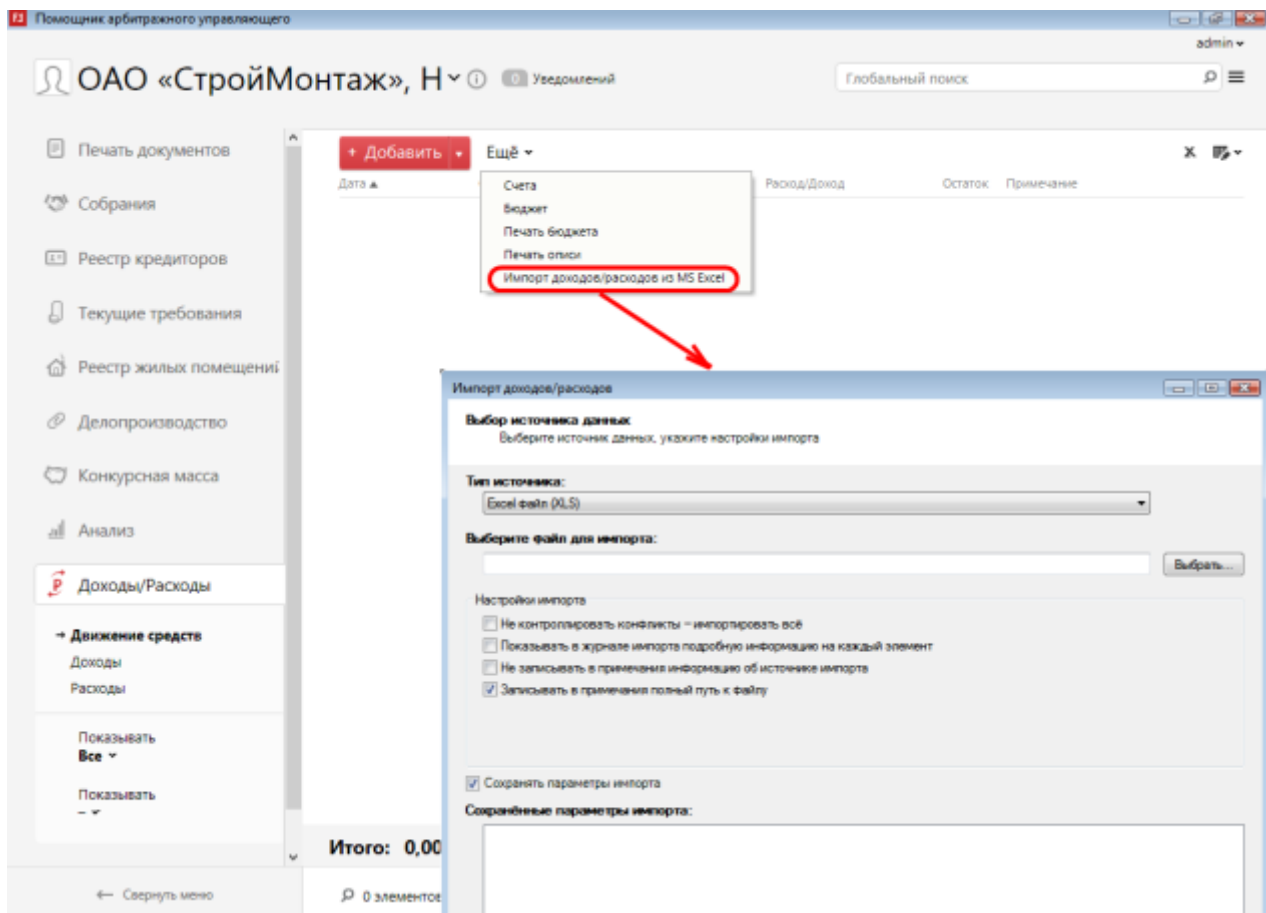 Помощник арбитражного управляющего
admin
ОАО «СтройМонтаж», Н
0 Уведомлений
Глобальный поиск
Печать документов
Собрания
Реестр кредиторов
Текущие требования
Реестр жилых помещений
Делопроизводство
Конкурсная масса
Анализ
Доходы/Расходы
→ Движение средств
Доходы
Расходы
Показывать
Все
Показывать
–
← Свернуть меню
+ Добавить
Ещё
Дата
Расход/Доход
Остаток
Примечание
Счета
Бюджет
Печать бюджета
Печать описи
Импорт доходов/расходов из MS Excel
Итого: 0,00
0 элементов
Импорт доходов/расходов
Выбор источника данных
Выберите источник данных, укажите настройки импорта
Тип источника:
Excel файл (XLS)
Выберите файл для импорта:
Выбрать...
Настройки импорта
Не контроллировать конфликты – импортировать всё
Показывать в журнале импорта подробную информацию на каждый элемент
Не записывать в примечания информацию об источнике импорта
Записывать в примечания полный путь к файлу
Сохранять параметры импорта
Сохранённые параметры импорта: